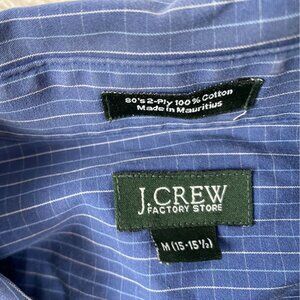 80's 2-Ply 100% Cotton
Made in Mauritius
J.CREW
FACTORY STORE
M (15-15½)